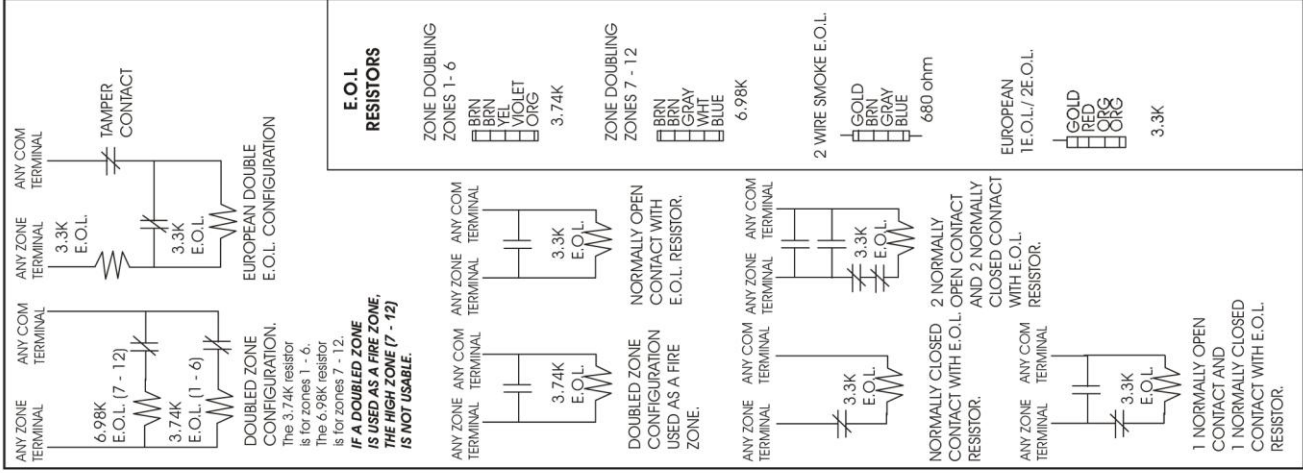 ANY ZONE
TERMINAL
ANY COM
TERMINAL
6.98K
E.O.L. (7 - 12)
3.74K
E.O.L. (1 - 6)
DOUBLED ZONE
CONFIGURATION.
The 3.74K resistor
is for zones 1 - 6.
The 6.98K resistor
is for zones 7 - 12.
IF A DOUBLED ZONE
IS USED AS A FIRE ZONE,
THE HIGH ZONE (7 - 12)
IS NOT USABLE.
ANY ZONE
TERMINAL
ANY COM
TERMINAL
3.3K
E.O.L.
TAMPER
CONTACT
3.3K
E.O.L.
EUROPEAN DOUBLE
E.O.L. CONFIGURATION
ANY ZONE
TERMINAL
ANY COM
TERMINAL
3.74K
E.O.L.
DOUBLED ZONE
CONFIGURATION
USED AS A FIRE
ZONE.
ANY ZONE
TERMINAL
ANY COM
TERMINAL
3.3K
E.O.L.
NORMALLY OPEN
CONTACT WITH
E.O.L. RESISTOR.
ANY ZONE
TERMINAL
ANY COM
TERMINAL
3.3K
E.O.L.
NORMALLY CLOSED
CONTACT WITH E.O.L.
RESISTOR.
ANY ZONE
TERMINAL
ANY COM
TERMINAL
3.3K
E.O.L.
2 NORMALLY
OPEN CONTACT
AND 2 NORMALLY
CLOSED CONTACT
WITH E.O.L.
RESISTOR.
ANY ZONE
TERMINAL
ANY COM
TERMINAL
3.3K
E.O.L.
1 NORMALLY OPEN
CONTACT AND
1 NORMALLY CLOSED
CONTACT WITH E.O.L.
RESISTOR.
E.O.L
RESISTORS
ZONE DOUBLING
ZONES 1- 6
BRN
BRN
YEL
VIOLET
ORG
3.74K
ZONE DOUBLING
ZONES 7 - 12
BRN
BRN
GRAY
WHT
BLUE
6.98K
2 WIRE SMOKE E.O.L.
GOLD
BRN
GRAY
BLUE
680 ohm
EUROPEAN
1E.O.L./ 2E.O.L.
GOLD
RED
ORG
ORG
3.3K